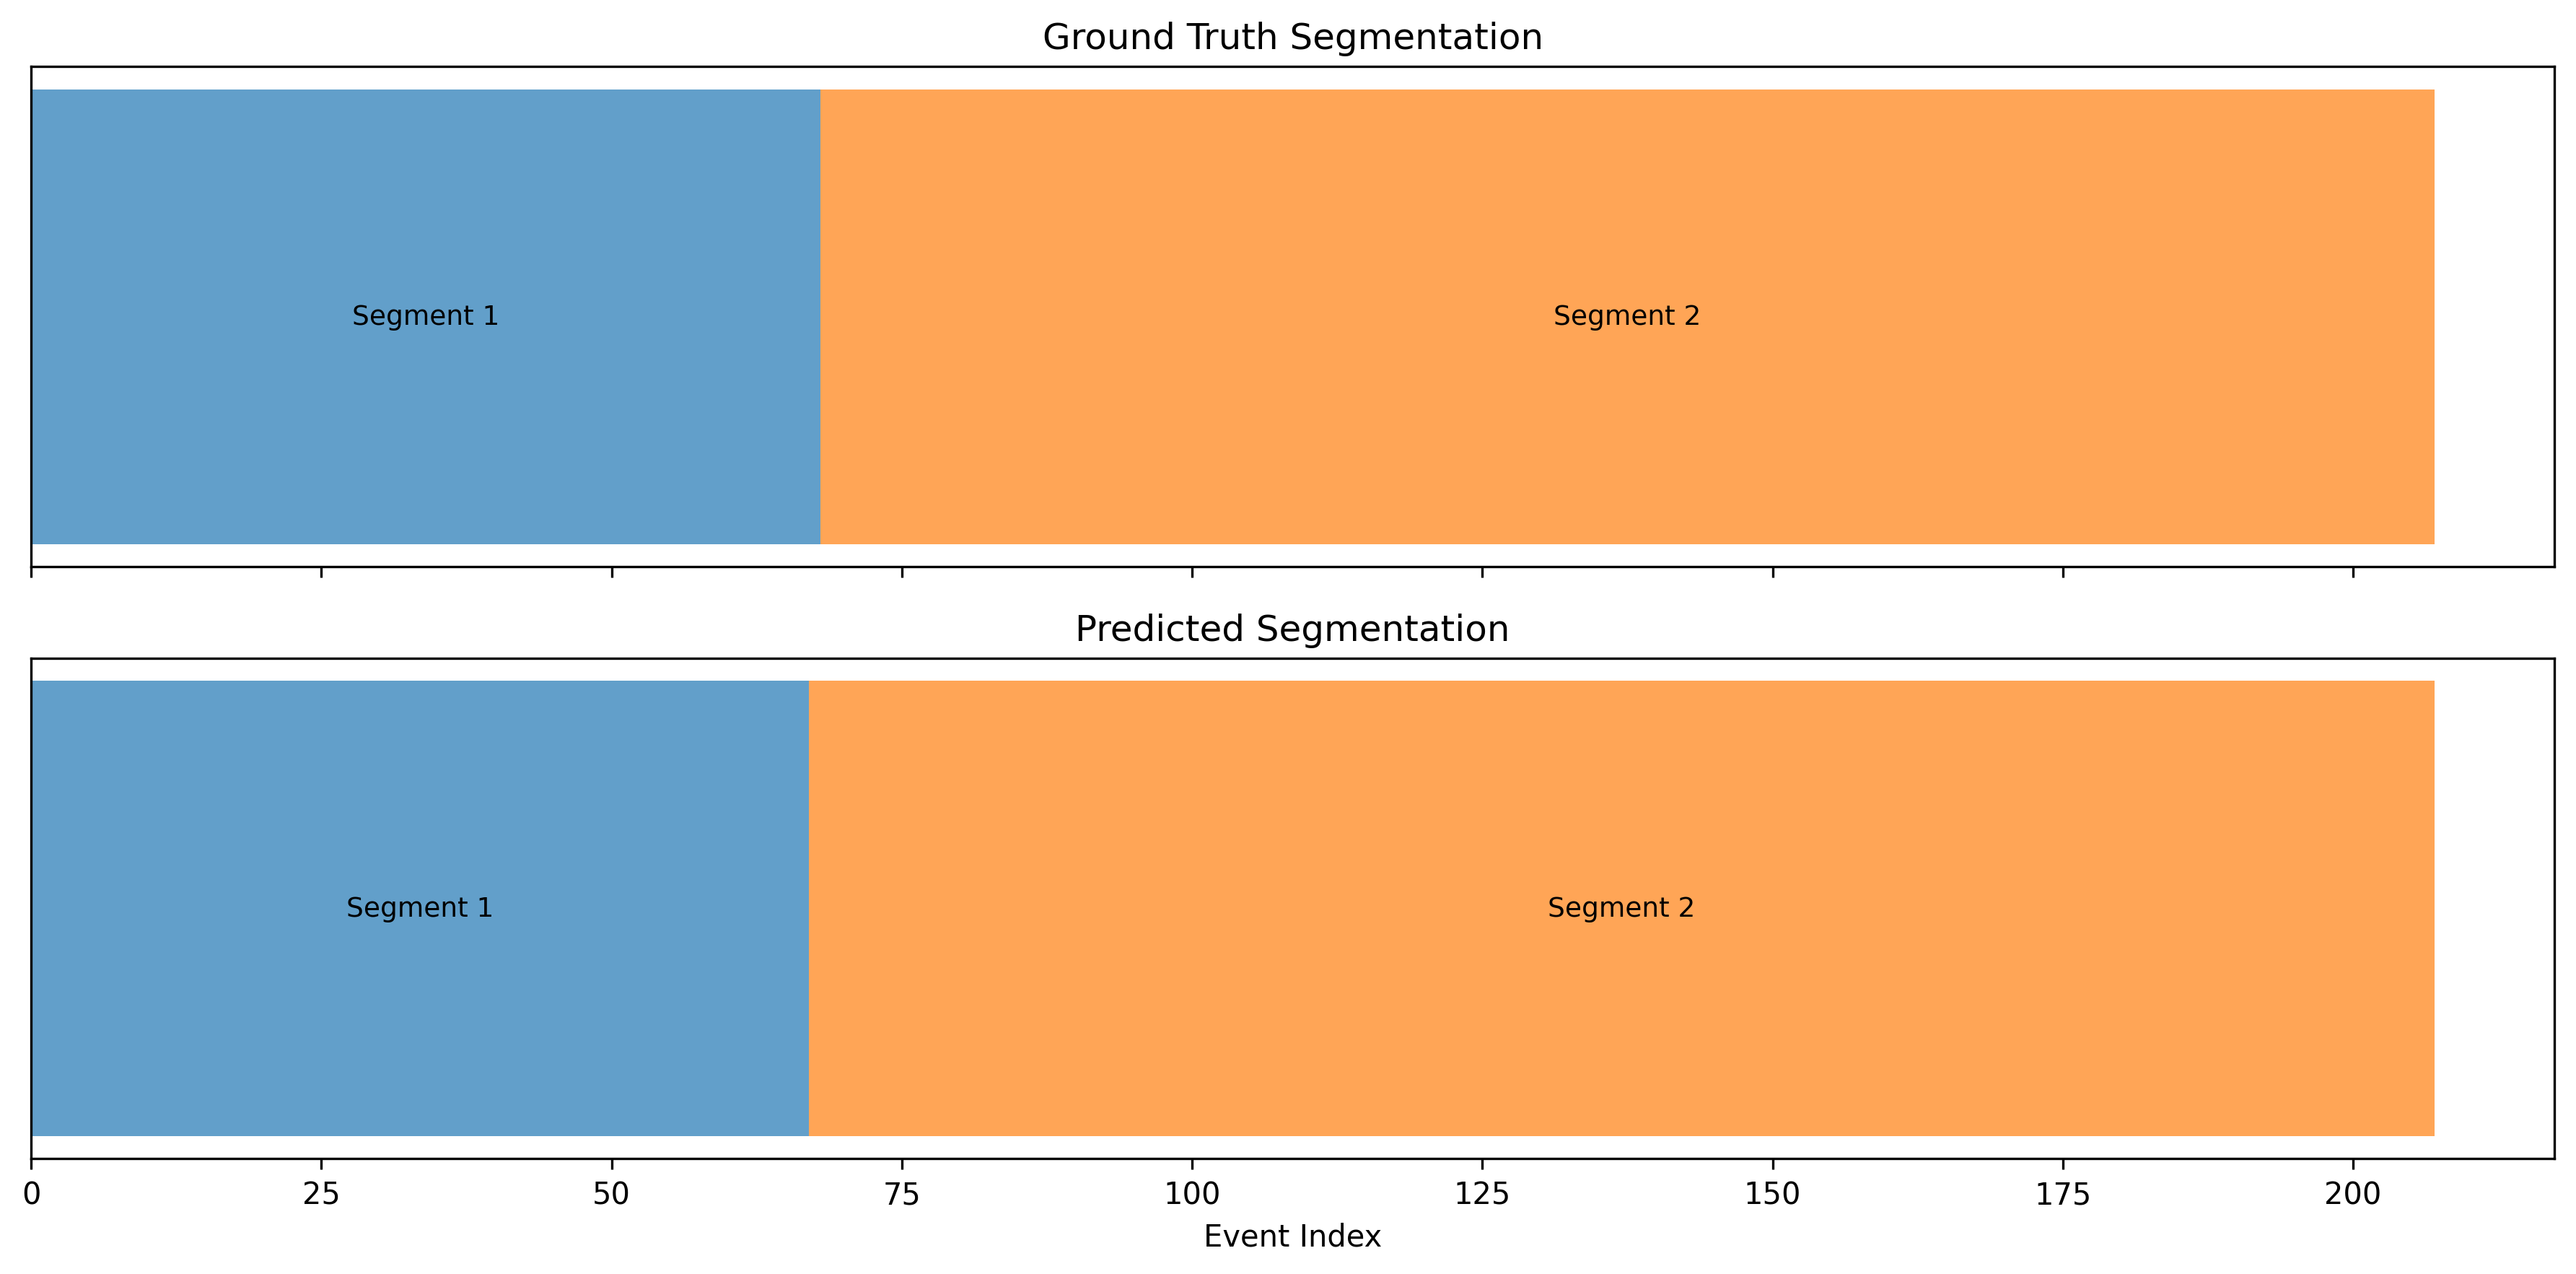 Ground Truth Segmentation
Segment 1
Segment 2
Predicted Segmentation
Segment 1
Segment 2
0 25 50 75 100 125 150 175 200
Event Index